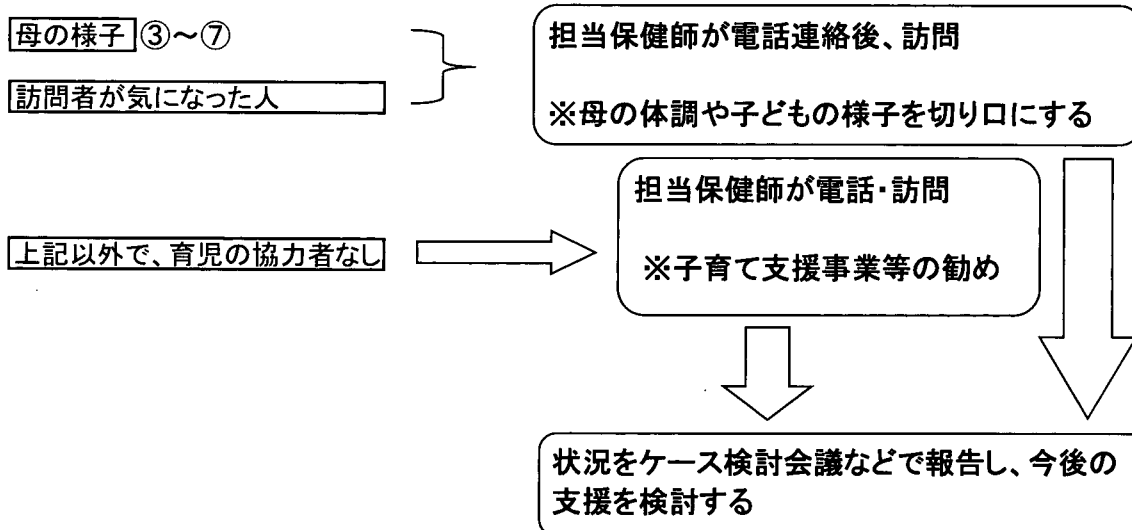 母の様子 ③～⑦
訪問者が気になった人
担当保健師が電話連絡後、訪問
※母の体調や子どもの様子を切り口にする
上記以外で、育児の協力者なし
担当保健師が電話・訪問
※子育て支援事業等の勧め
状況をケース検討会議などで報告し、今後の
支援を検討する